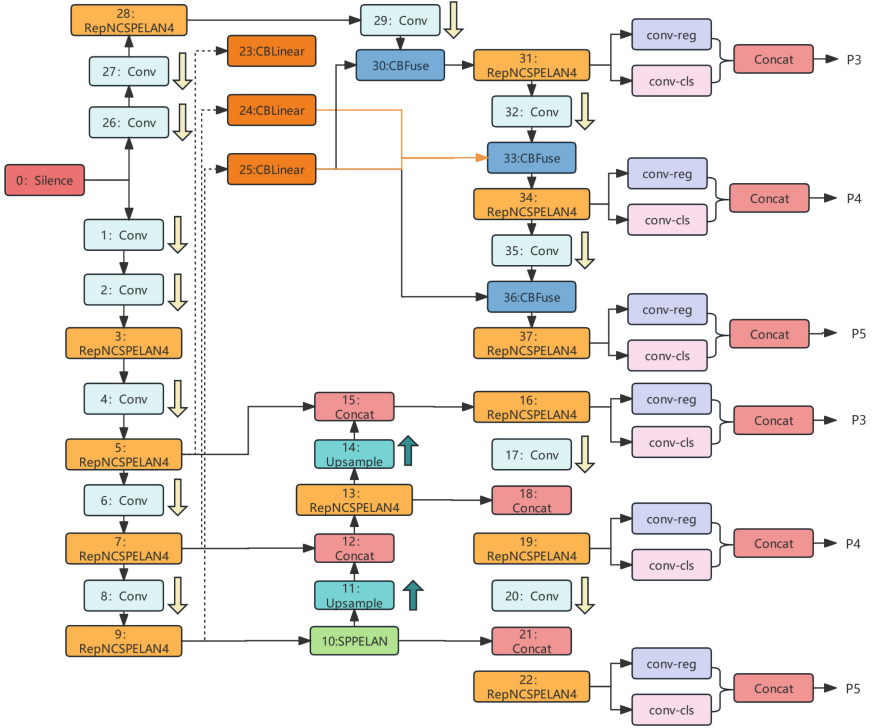 28:
RepNCSPELAN4
29: Conv
27: Conv
26: Conv
0: Silence
1: Conv
2: Conv
3:
RepNCSPELAN4
4: Conv
5:
RepNCSPELAN4
6: Conv
7:
RepNCSPELAN4
8: Conv
9:
RepNCSPELAN4
23:CBLinear
24:CBLinear
25:CBLinear
30:CBFuse
15:
Concat
14:
Upsample
13:
RepNCSPELAN4
12:
Concat
11:
Upsample
10:SPPELAN
31:
RepNCSPELAN4
32: Conv
33:CBFuse
34:
RepNCSPELAN4
35: Conv
36:CBFuse
37:
RepNCSPELAN4
16:
RepNCSPELAN4
17: Conv
18:
Concat
19:
RepNCSPELAN4
20: Conv
21:
Concat
22:
RepNCSPELAN4
conv-reg
conv-cls
Concat
P3
conv-reg
conv-cls
Concat
P4
conv-reg
conv-cls
Concat
P5
conv-reg
conv-cls
Concat
P3
conv-reg
conv-cls
Concat
P4
conv-reg
conv-cls
Concat
P5